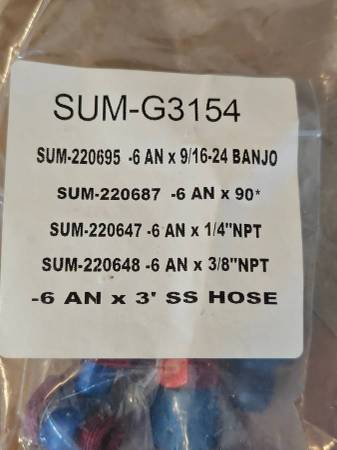 SUM-G3154
SUM-220695 -6 AN x 9/16-24 BANJO
SUM-220687 -6 AN x 90*
SUM-220647 -6 AN x 1/4"NPT
SUM-220648 -6 AN x 3/8"NPT
-6 AN x 3' SS HOSE